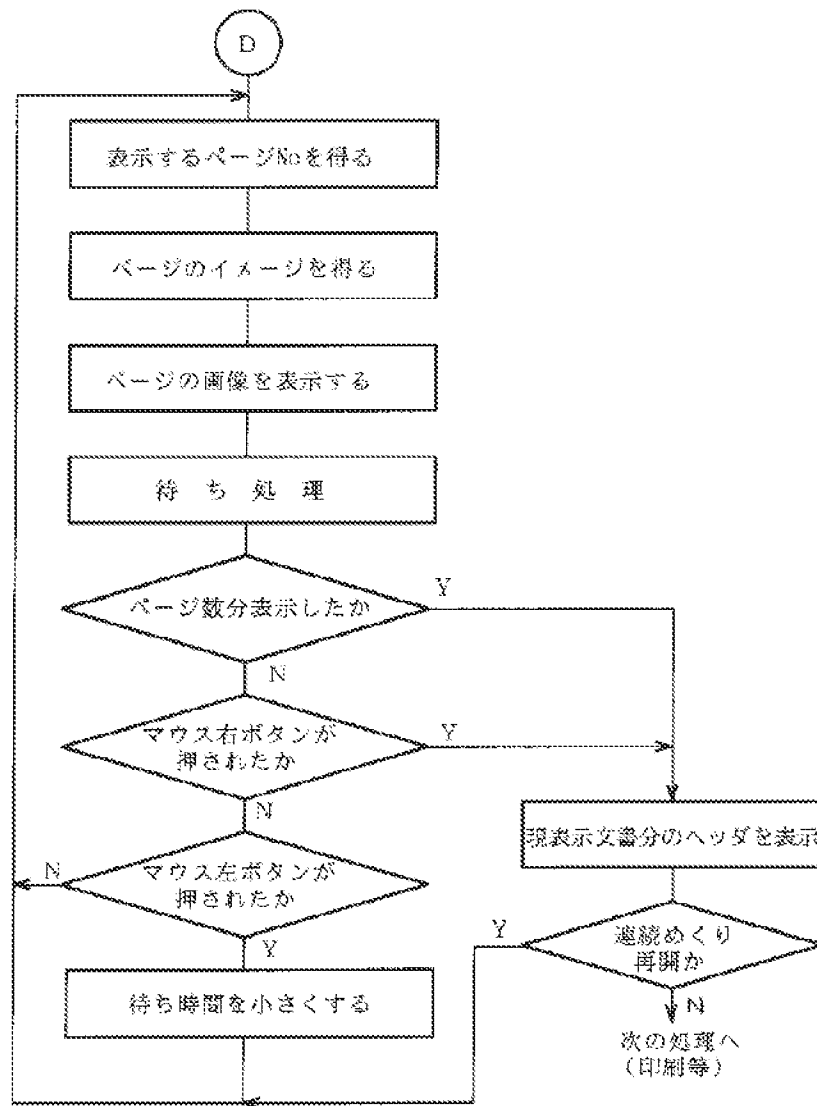 D
表示するページNoを得る
ページのイメージを得る
ページの画像を表示する
待ち処理
ページ数分表示したか
Y
N
マウス右ボタンが
押されたか
Y
N
現表示文書分のヘッダを表示
マウス左ボタンが
押されたか
N
Y
連続めくり
再開か
Y
N
待ち時間を小さくする
次の処理へ
(印刷等)